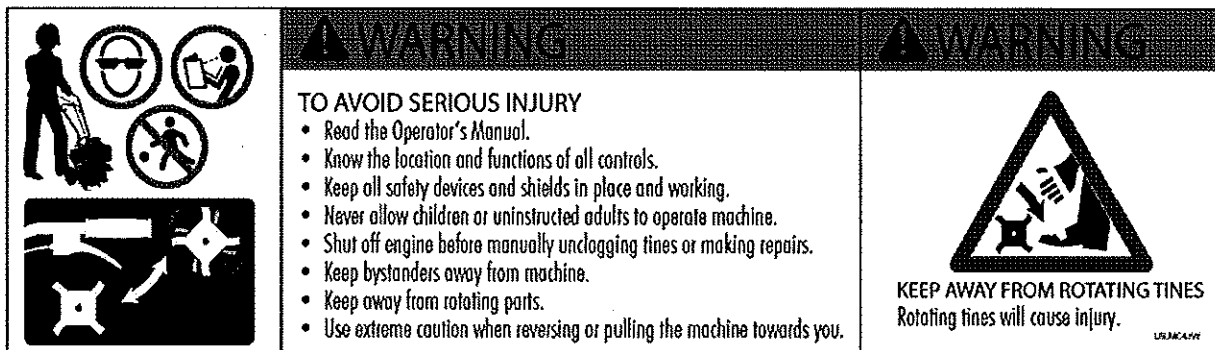 WARNING
TO AVOID SERIOUS INJURY
• Read the Operator's Manual.
• Know the location and functions of all controls.
• Keep all safety devices and shields in place and working.
• Never allow children or uninstructed adults to operate machine.
• Shut off engine before manually unclogging tines or making repairs.
• Keep bystanders away from machine.
• Keep away from rotating parts.
• Use extreme caution when reversing or pulling the machine towards you.
WARNING
KEEP AWAY FROM ROTATING TINES
Rotating tines will cause injury.